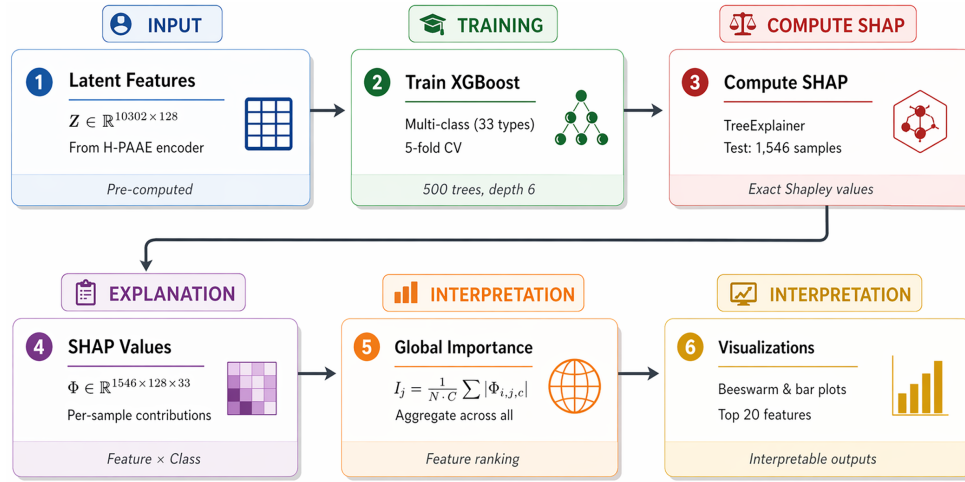 INPUT
TRAINING
COMPUTE SHAP
1 Latent Features
Z ∈ ℝ^{10302×128}
From H-PAAE encoder
Pre-computed
2 Train XGBoost
Multi-class (33 types)
5-fold CV
500 trees, depth 6
3 Compute SHAP
TreeExplainer
Test: 1,546 samples
Exact Shapley values
EXPLANATION
INTERPRETATION
INTERPRETATION
4 SHAP Values
Φ ∈ ℝ^{1546×128×33}
Per-sample contributions
Feature × Class
5 Global Importance
I_j = \frac{1}{N·C} ∑ |Φ_{i,j,c}|
Aggregate across all
Feature ranking
6 Visualizations
Beeswarm & bar plots
Top 20 features
Interpretable outputs